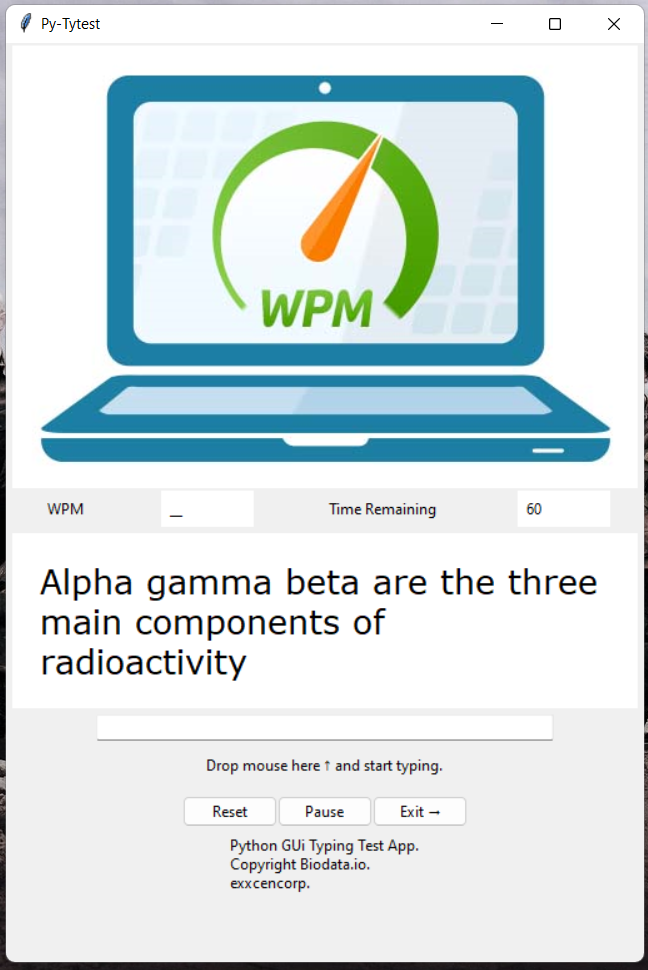 Py-Tytest
WPM
WPM
__
Time Remaining
60
Alpha gamma beta are the three
main components of
radioactivity
Drop mouse here ↑ and start typing.
Reset
Pause
Exit →
Python GUi Typing Test App.
Copyright Biodata.io.
exxcencorp.